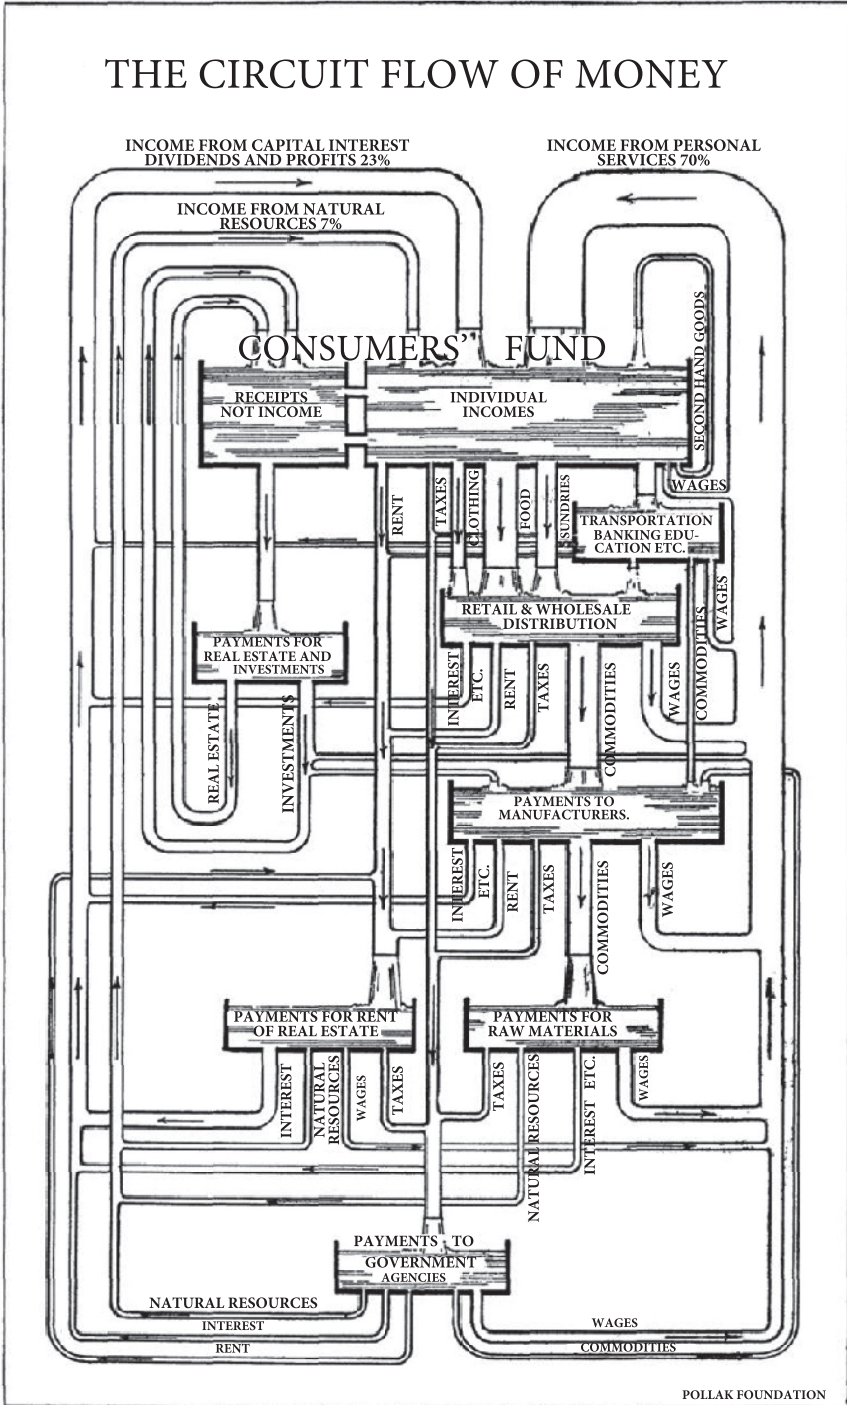 THE CIRCUIT FLOW OF MONEY
INCOME FROM CAPITAL INTEREST
DIVIDENDS AND PROFITS 23%
INCOME FROM PERSONAL
SERVICES 70%
INCOME FROM NATURAL
RESOURCES 7%
CONSUMERS' FUND
RECEIPTS
NOT INCOME
INDIVIDUAL
INCOMES
SECOND HAND GOODS
RENT
TAXES
CLOTHING
FOOD
SUNDRIES
WAGES
TRANSPORTATION
BANKING EDU-
CATION ETC.
RETAIL & WHOLESALE
DISTRIBUTION
WAGES
COMMODITIES
PAYMENTS FOR
REAL ESTATE AND
INVESTMENTS
REAL ESTATE
INVESTMENTS
INTEREST
ETC.
RENT
TAXES
COMMODITIES
WAGES
PAYMENTS TO
MANUFACTURERS.
INTEREST
ETC.
RENT
TAXES
COMMODITIES
WAGES
PAYMENTS FOR RENT
OF REAL ESTATE
PAYMENTS FOR
RAW MATERIALS
INTEREST
NATURAL
RESOURCES
WAGES
TAXES
TAXES
NATURAL RESOURCES
INTEREST ETC.
WAGES
PAYMENTS TO
GOVERNMENT
AGENCIES
NATURAL RESOURCES
INTEREST
RENT
WAGES
COMMODITIES
POLLAK FOUNDATION